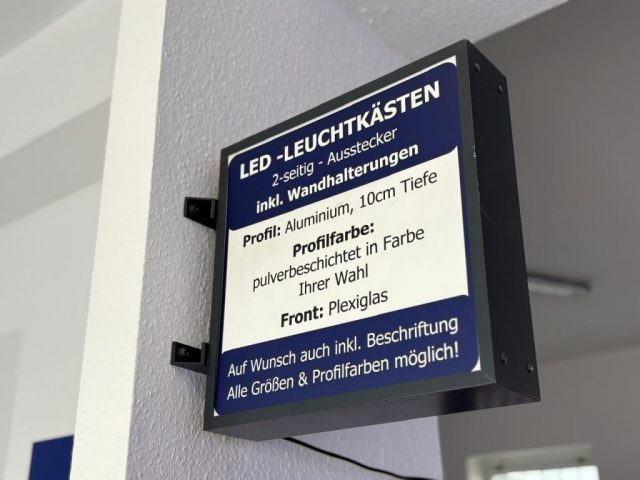 LED -LEUCHTKÄSTEN
2-seitig - Ausstecker
inkl. Wandhalterungen
Profil: Aluminium, 10cm Tiefe
Profilfarbe:
pulverbeschichtet in Farbe
Ihrer Wahl
Front: Plexiglas
Auf Wunsch auch inkl. Beschriftung
Alle Größen & Profilfarben möglich!